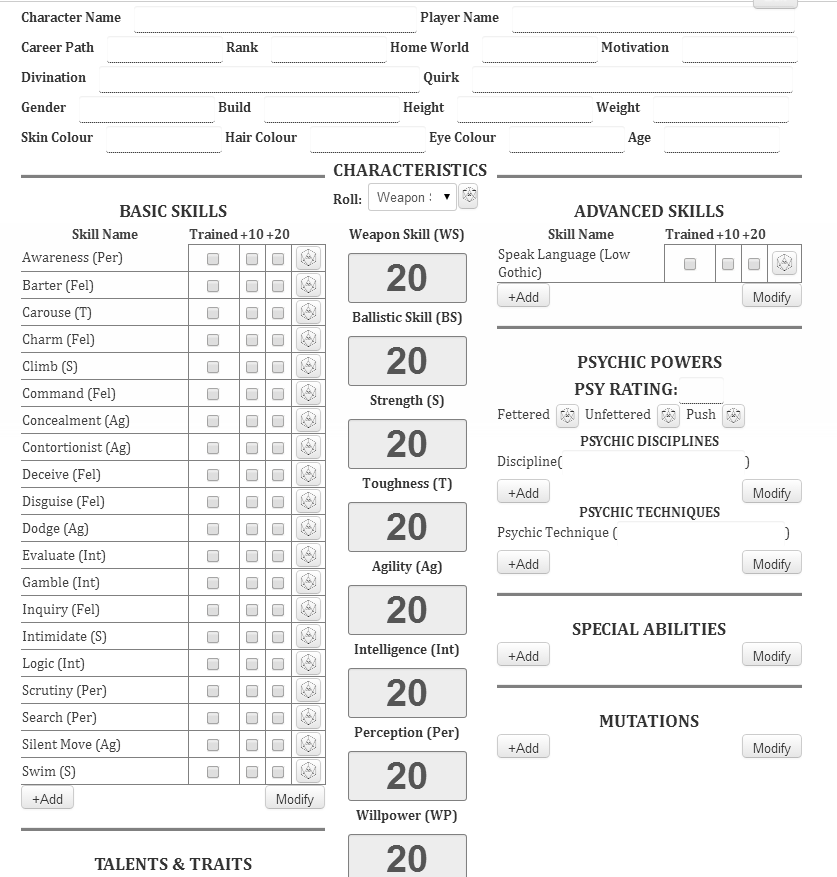 Character Name Player Name
Career Path Rank Home World Motivation
Divination Quirk
Gender Build Height Weight
Skin Colour Hair Colour Eye Colour Age
CHARACTERISTICS
Roll: Weapon
BASIC SKILLS
Skill Name Trained +10 +20
Awareness (Per)
Barter (Fel)
Carouse (T)
Charm (Fel)
Climb (S)
Command (Fel)
Concealment (Ag)
Contortionist (Ag)
Deceive (Fel)
Disguise (Fel)
Dodge (Ag)
Evaluate (Int)
Gamble (Int)
Inquiry (Fel)
Intimidate (S)
Logic (Int)
Scrutiny (Per)
Search (Per)
Silent Move (Ag)
Swim (S)
+Add Modify
TALENTS & TRAITS
Weapon Skill (WS)
20
Ballistic Skill (BS)
20
Strength (S)
20
Toughness (T)
20
Agility (Ag)
20
Intelligence (Int)
20
Perception (Per)
20
Willpower (WP)
20
ADVANCED SKILLS
Skill Name Trained +10 +20
Speak Language (Low
Gothic)
+Add Modify
PSYCHIC POWERS
PSY RATING:
Fettered Unfettered Push
PSYCHIC DISCIPLINES
Discipline( )
+Add Modify
PSYCHIC TECHNIQUES
Psychic Technique ( )
+Add Modify
SPECIAL ABILITIES
+Add Modify
MUTATIONS
+Add Modify